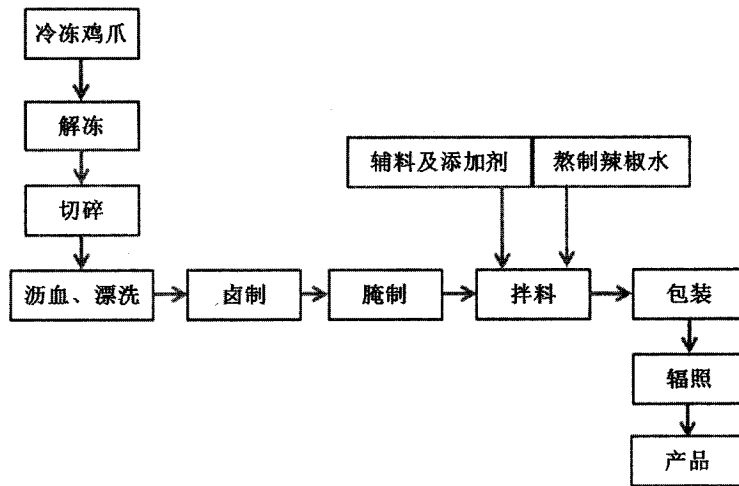 冷冻鸡爪
解冻
切碎
辅料及添加剂
熬制辣椒水
沥血、漂洗
卤制
腌制
拌料
包装
辐照
产品